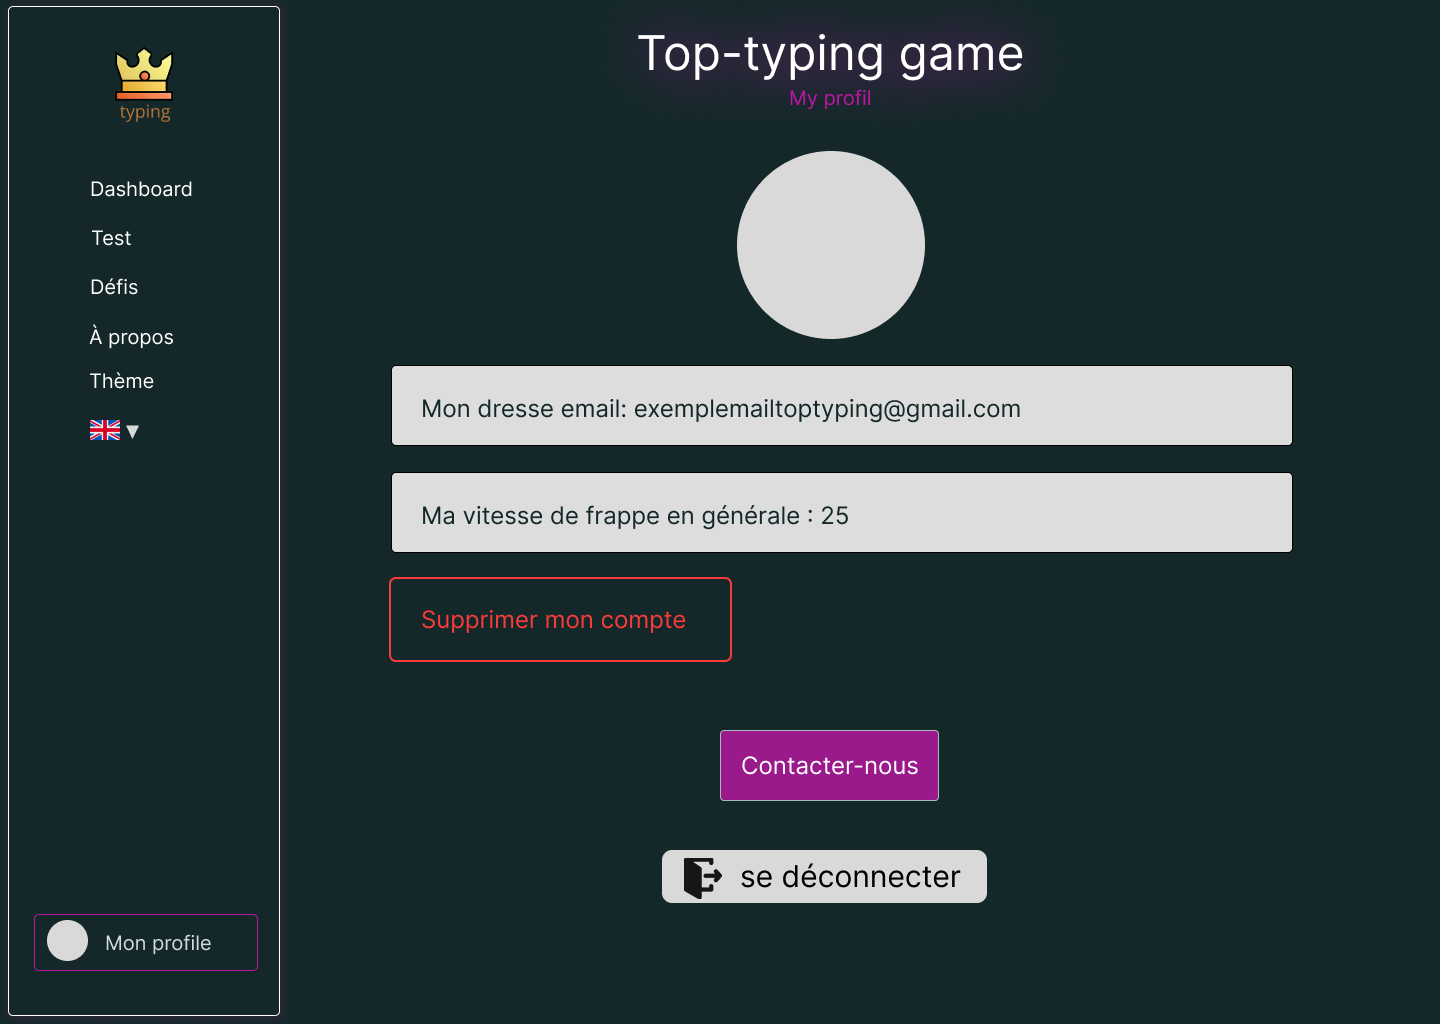 typing
Dashboard
Test
Défis
À propos
Thème
▼
Mon profile
Top-typing game
My profil
Mon dresse email: exemplemailtoptyping@gmail.com
Ma vitesse de frappe en générale : 25
Supprimer mon compte
Contacter-nous
se déconnecter